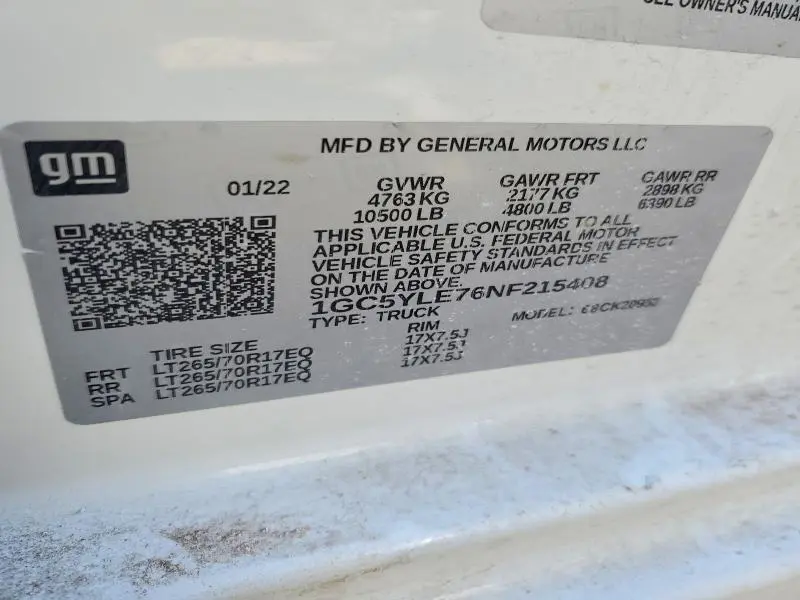 SEE OWNER'S MANUAL
gm
MFD BY GENERAL MOTORS LLC
01/22
GVWR
4763 KG
10500 LB
GAWR FRT
2177 KG
4800 LB
GAWR RR
2898 KG
6390 LB
THIS VEHICLE CONFORMS TO ALL
APPLICABLE U.S. FEDERAL MOTOR
VEHICLE SAFETY STANDARDS IN EFFECT
ON THE DATE OF MANUFACTURE
SHOWN ABOVE.
1GC5YLE76NF215408
TYPE: TRUCK
MODEL:
TIRE SIZE
RIM
FRT LT265/70R17EQ 17X7.5J
RR LT265/70R17EQ 17X7.5J
SPA LT265/70R17EQ 17X7.5J